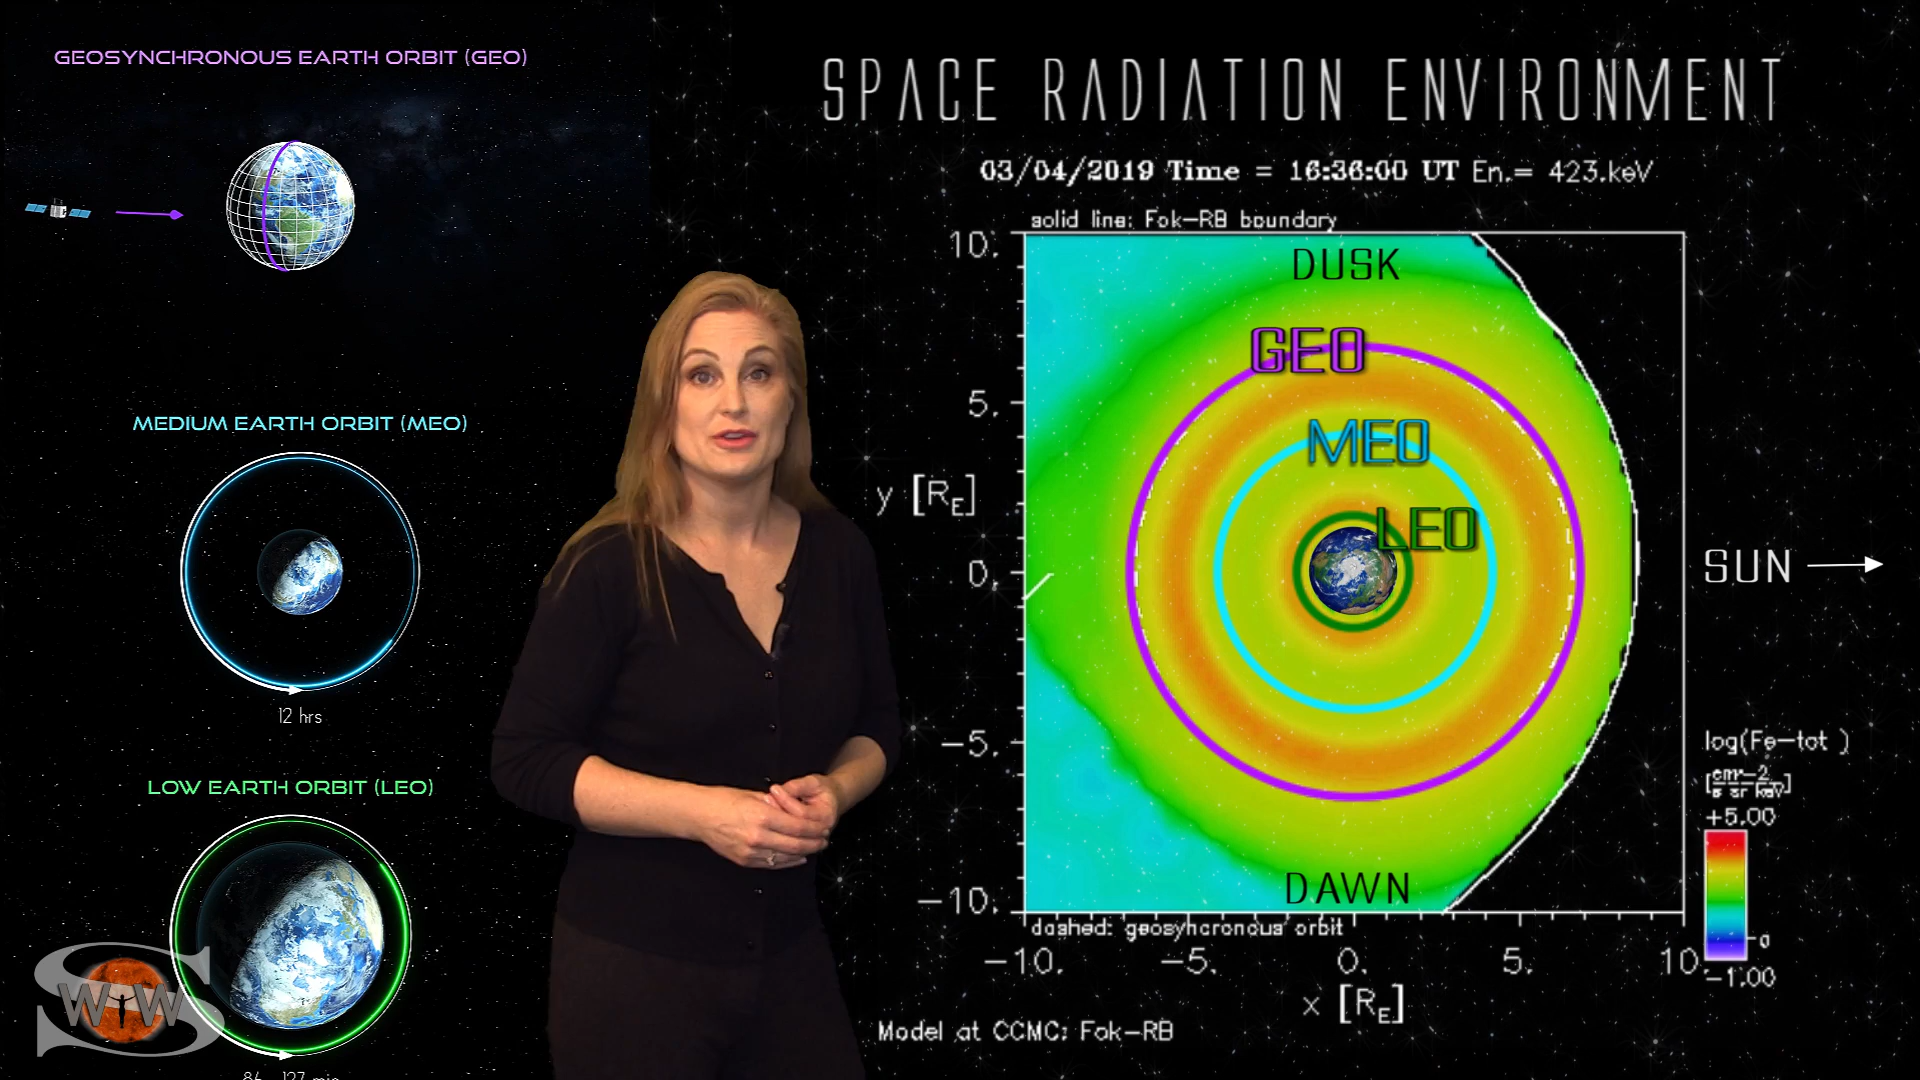 GEOSYNCHRONOUS EARTH ORBIT (GEO)
MEDIUM EARTH ORBIT (MEO)
12 hrs
LOW EARTH ORBIT (LEO)
SWTWS
SPACE RADIATION ENVIRONMENT
03/04/2019 Time = 16:36:00 UT En.= 423.keV
solid line: Fok-RB boundary
10.
5.
0.
-5.
-10.
y [RE]
DUSK
GEO
MEO
LEO
DAWN
SUN
dashed: geosyhcronous orbit
-10. -5. 0. 5. 10.
x [RE]
Model at CCMC: Fok-RB
log(Fe-tot )
+5.00
0
-1.00